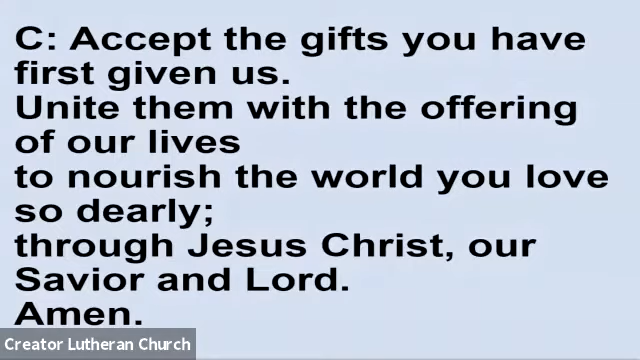 C: Accept the gifts you have
first given us.
Unite them with the offering
of our lives
to nourish the world you love
so dearly;
through Jesus Christ, our
Savior and Lord.
Amen.
Creator Lutheran Church